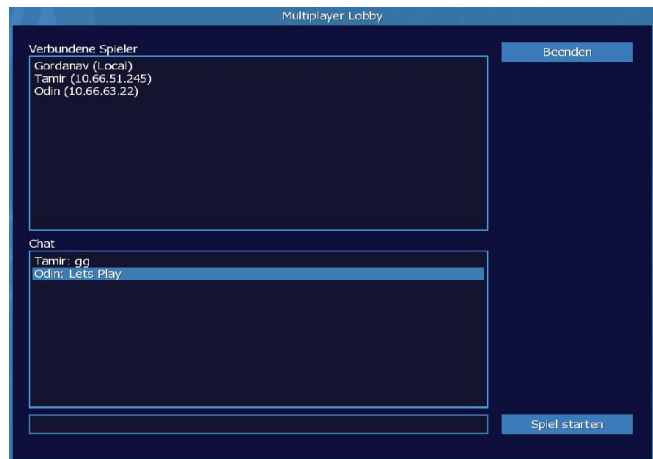 Multiplayer Lobby
Verbundene Spieler
Beenden
Gordanav (Local)
Tamir (10.66.51.245)
Odin (10.66.63.22)
Chat
Tamir: gg
Odin: Lets Play
Spiel starten